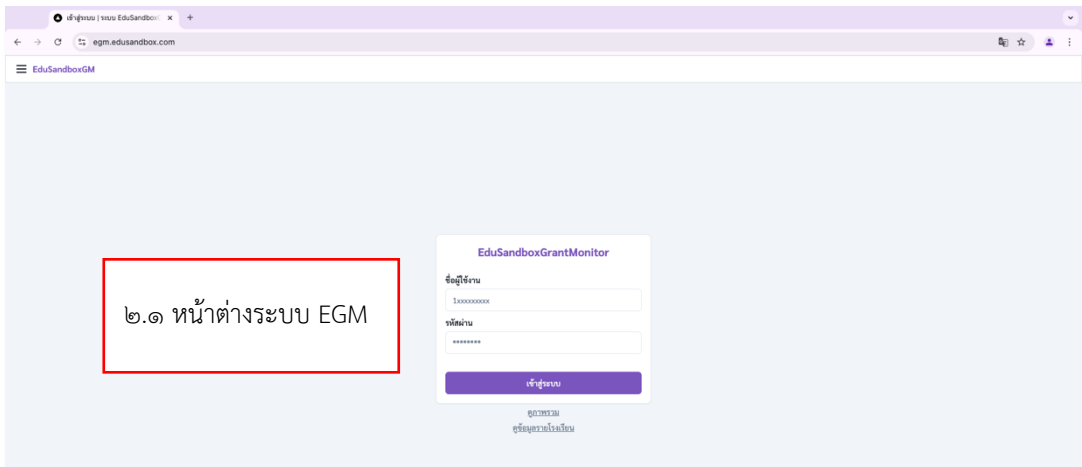 เข้าสู่ระบบ | ระบบ EduSandbox
egm.edusandbox.com
EduSandboxGM
EduSandboxGrantMonitor
ชื่อผู้ใช้งาน
1xxxxxxxxx
รหัสผ่าน
********
เข้าสู่ระบบ
ดูภาพรวม
ดูข้อมูลรายโรงเรียน
๒.๑ หน้าต่างระบบ EGM